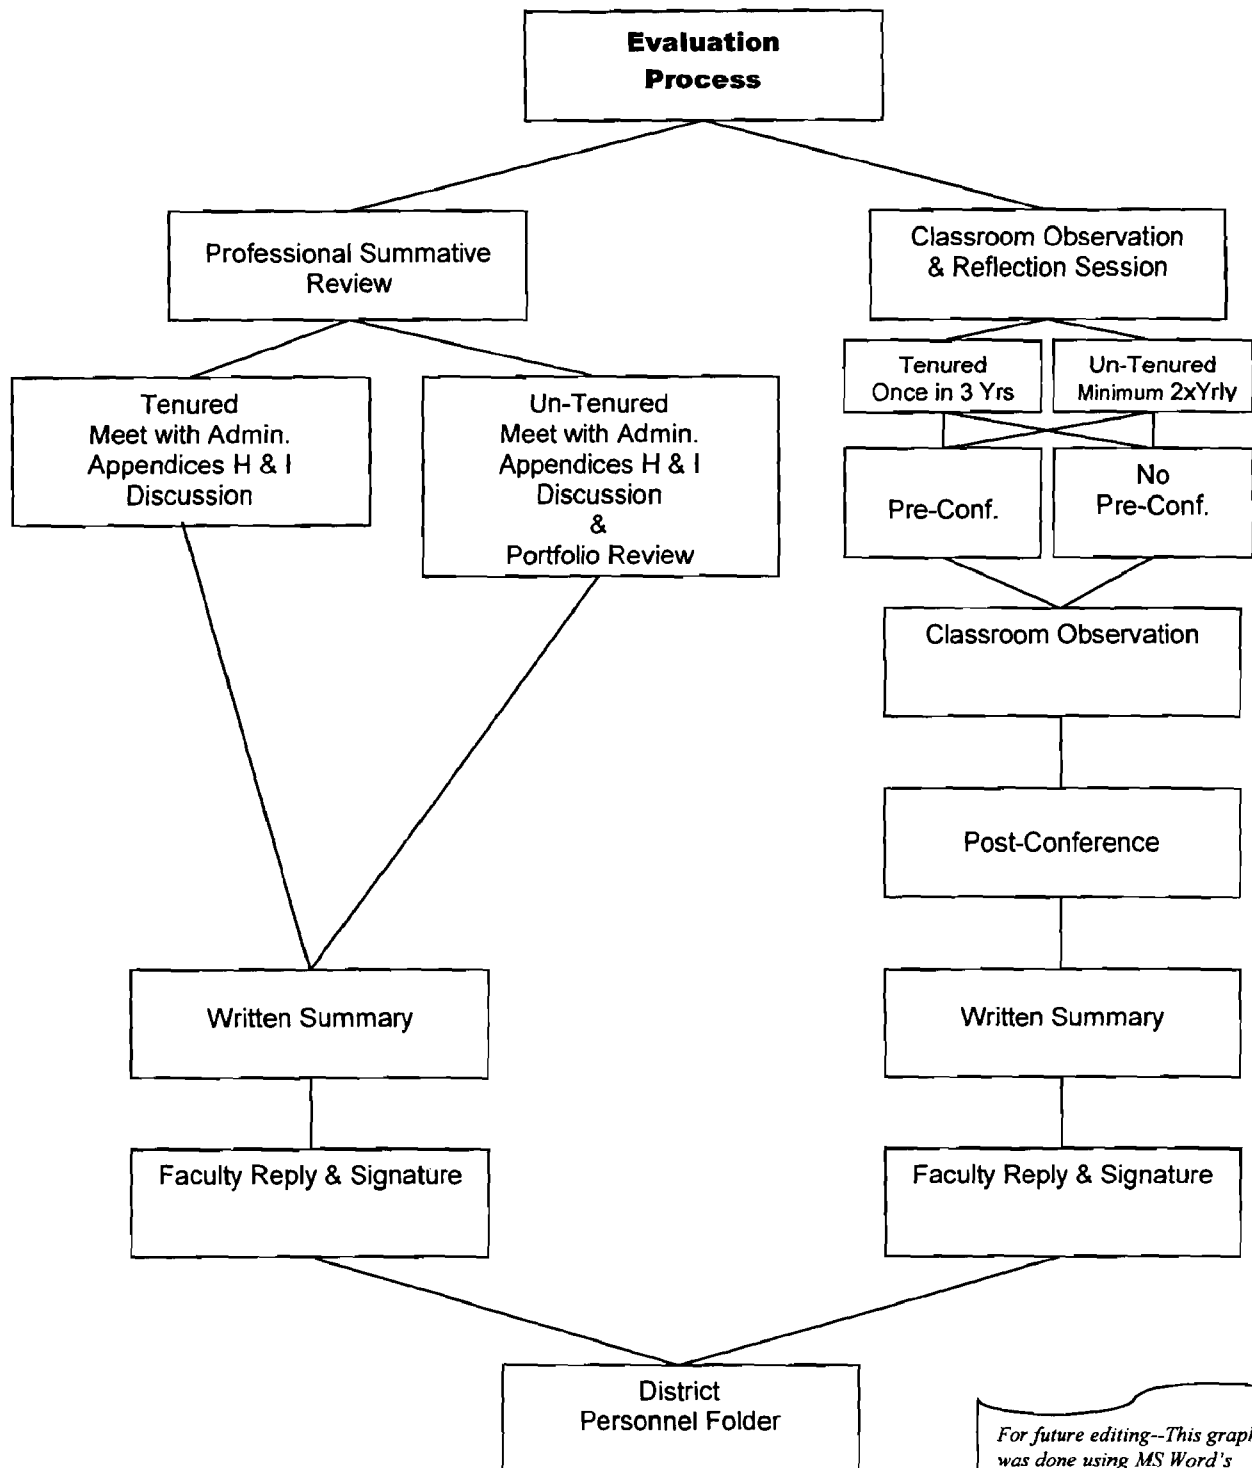 Evaluation
Process
Professional Summative
Review
Classroom Observation
& Reflection Session
Tenured
Meet with Admin.
Appendices H & I
Discussion
Un-Tenured
Meet with Admin.
Appendices H & I
Discussion
&
Portfolio Review
Tenured
Once in 3 Yrs
Un-Tenured
Minimum 2xYrly
Pre-Conf.
No
Pre-Conf.
Classroom Observation
Post-Conference
Written Summary
Written Summary
Faculty Reply & Signature
Faculty Reply & Signature
District
Personnel Folder
For future editing--This graph
was done using MS Word's